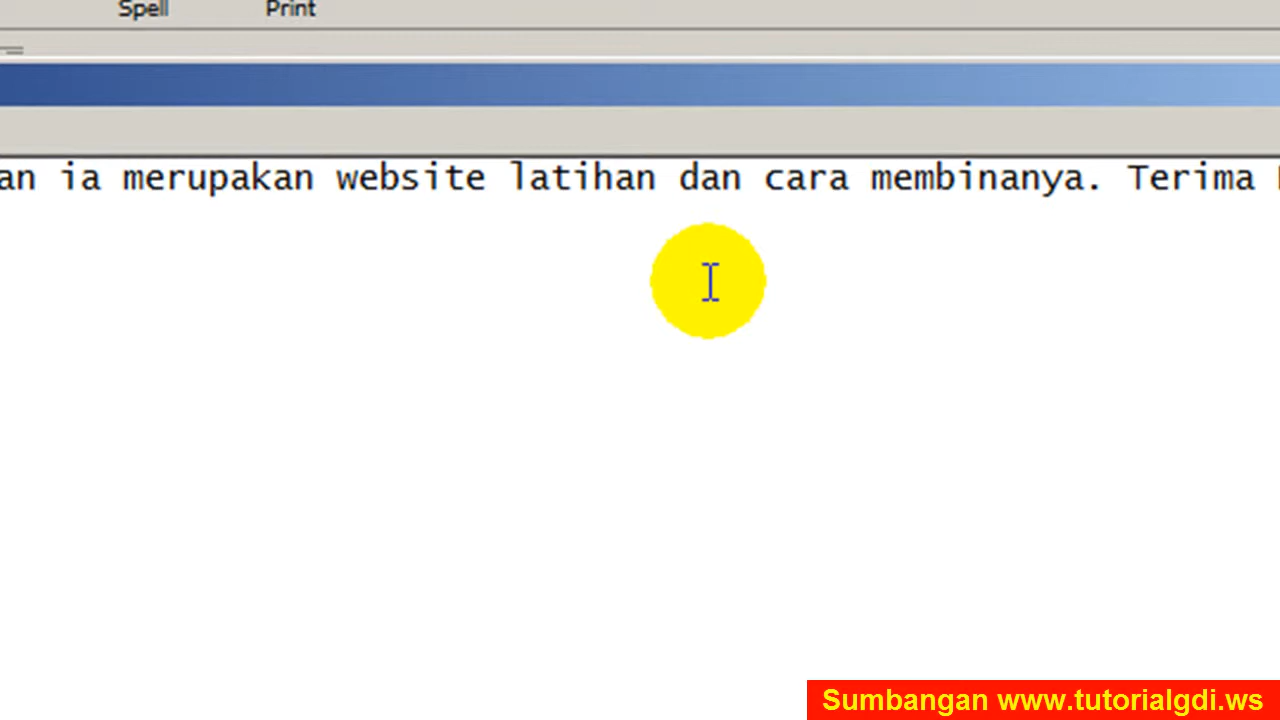 Spell Print
an ia merupakan website latihan dan cara membinanya. Terima
Sumbangan www.tutorialgdi.ws